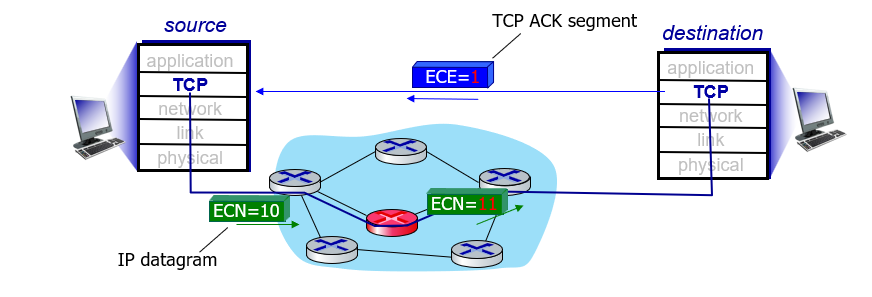 TCP ACK segment
source
destination
application
TCP
network
link
physical
ECE=1
application
TCP
network
link
physical
ECN=10
ECN=11
IP datagram